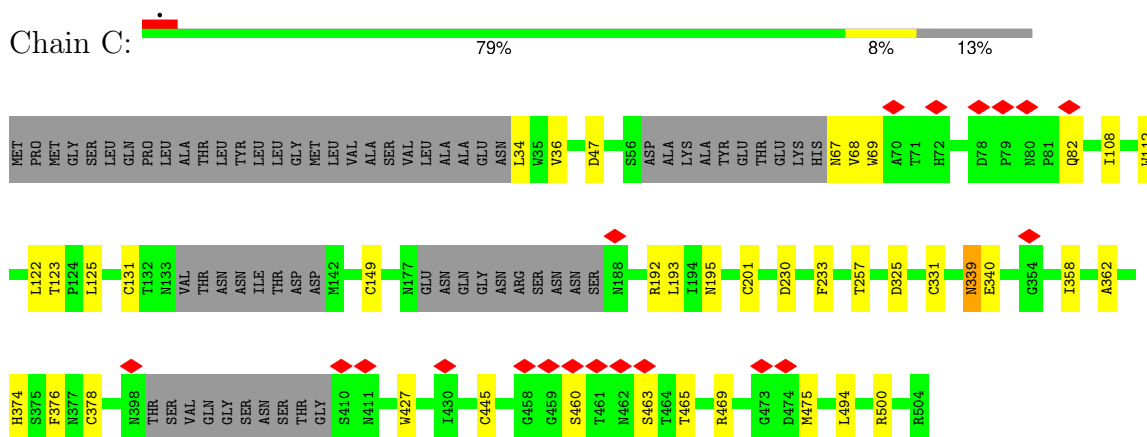 Chain C:
79% 8% 13%
MET PRO MET GLY SER LEU GLN PRO LEU ALA THR LEU TYR LEU LEU GLY MET LEU VAL ALA SER VAL LEU ALA ALA GLU ASN L34 W35 V36 D47 S56 ASP ALA LYS ALA TYR GLU THR GLU LYS HIS N67 V68 W69 A70 T71 H72 D78 P79 N80 P81 Q82 I108 W112
L122 T123 P124 L125 C131 T132 N133 VAL THR ASN ASN ILE THR ASP ASP M142 C149 N177 GLU ASN GLN GLY ASN ARG SER ASN ASN SER N188 R192 L193 I194 N195 C201 D230 F233 T257 D325 C331 N339 E340 G354 I358 A362
H374 S375 F376 N377 C378 N398 THR SER VAL GLN GLY SER ASN SER THR GLY S410 N411 W427 I430 C445 G458 G459 S460 T461 N462 S463 T464 T465 R469 G473 D474 M475 L494 R500 R504